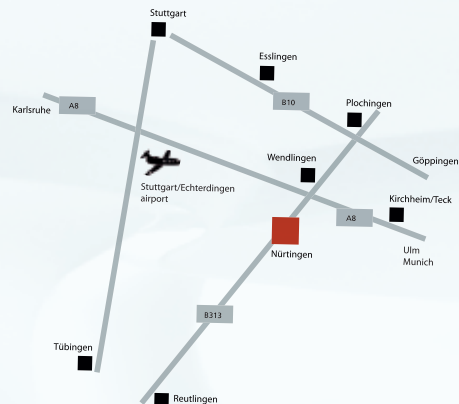 Stuttgart
Esslingen
B10
Plochingen
Karlsruhe
A8
Wendlingen
Göppingen
Stuttgart/Echterdingen
airport
Kirchheim/Teck
A8
Nürtingen
Ulm
Munich
B313
Tübingen
Reutlingen